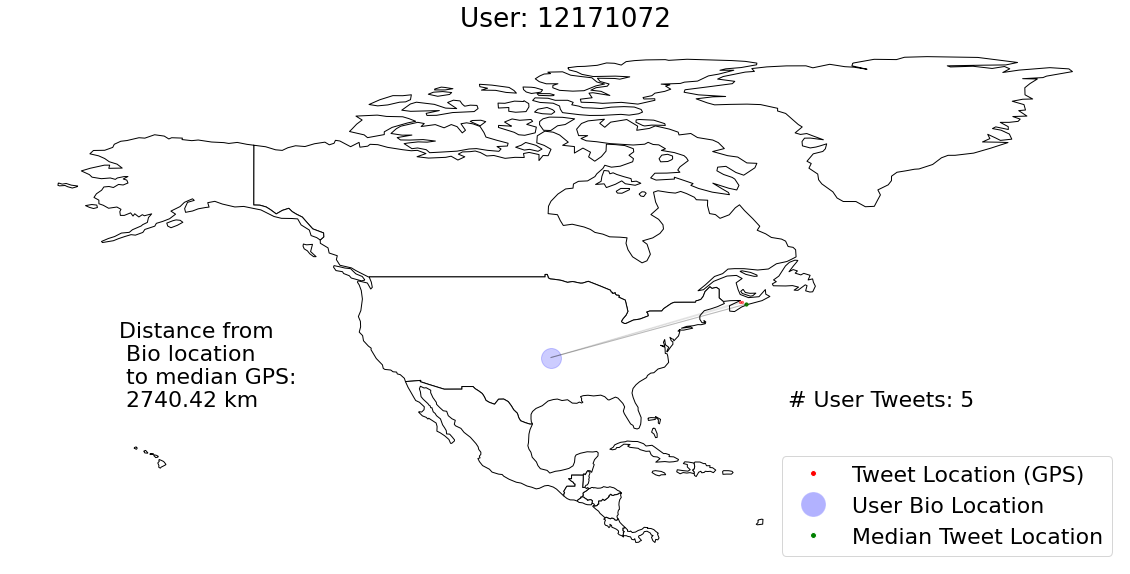 User: 12171072
Distance from
Bio location
to median GPS:
2740.42 km
# User Tweets: 5
Tweet Location (GPS)
User Bio Location
Median Tweet Location